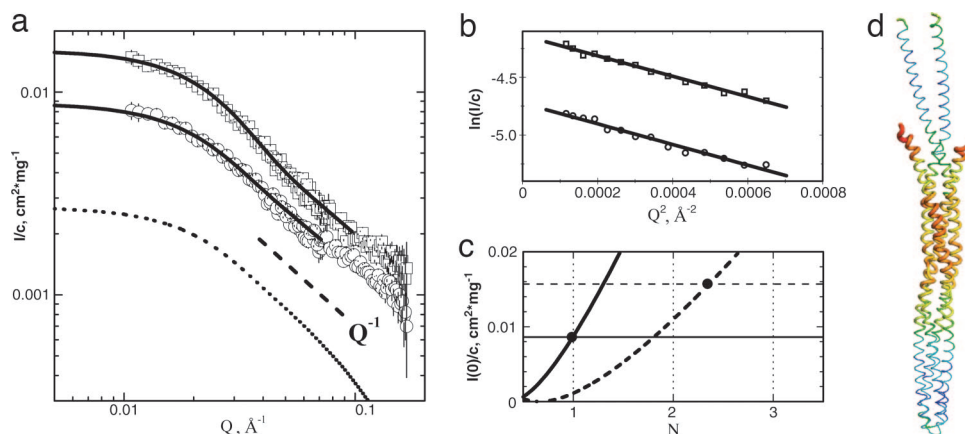 a
I/c, cm²*mg⁻¹
0.01
0.001
Q⁻¹
0.01
0.1
Q, Å⁻¹
b
ln(I/c)
-4.5
-5.0
0
0.0002
0.0004
0.0006
0.0008
Q², Å⁻²
c
I(0)/c, cm²*mg⁻¹
0.02
0.01
0
1
2
3
N
d